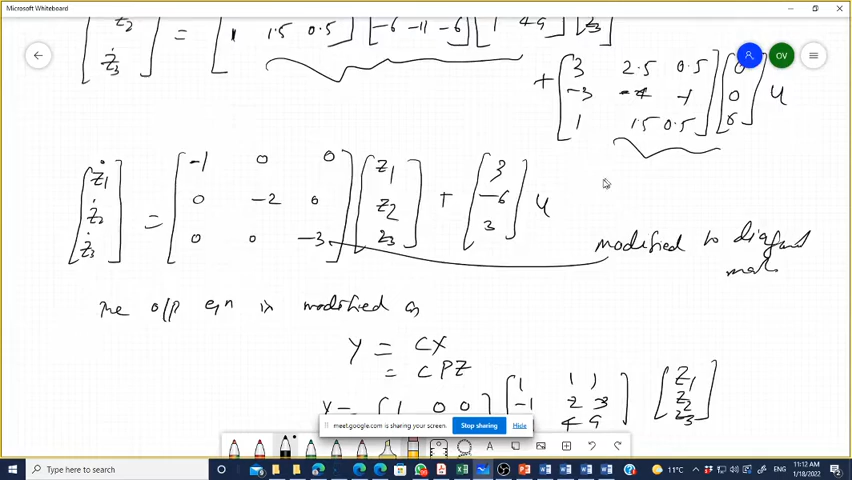 Microsoft Whiteboard
ż2 = 1 1.5 0.5 -6 -11 -6 1 4 9 z3
ż3
+ [3 2.5 0.5] [0]
[-3 -4 -1] [0] u
[1 1.5 0.5] [6]
OV
[ż1] [-1 0 0] [z1] [3]
[ż2] = [0 -2 0] [z2] + [-6] u
[ż3] [0 0 -3] [z3] [3]
modified to diagonal
mat
The o/p eqn is modified as
Y = CX
= CPZ
Y = [1 0 0] [1 1 1] [z1]
[-1 2 3] [z2]
[4 9] [z3]
meet.google.com is sharing your screen. Stop sharing Hide
Type here to search
11°C ENG 11:12 AM
1/18/2022